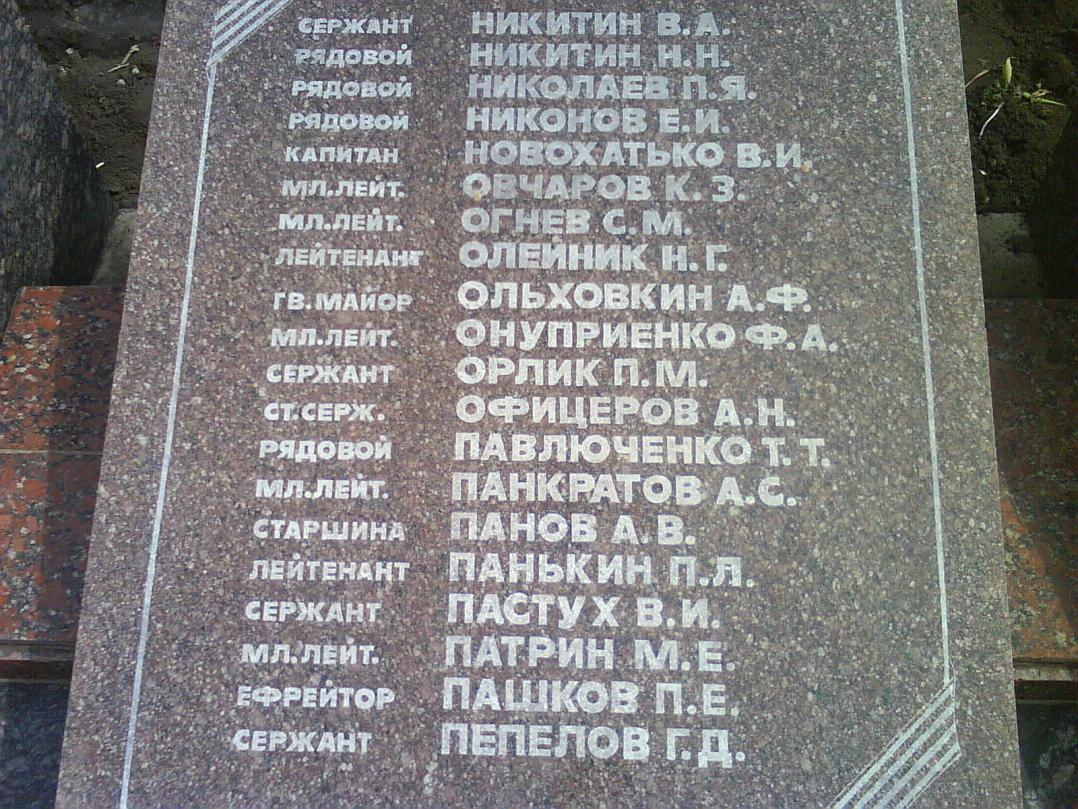 СЕРЖАНТ НИКИТИН В.А.
РЯДОВОЙ НИКИТИН Н.Н.
РЯДОВОЙ НИКОЛАЕВ П.Я.
РЯДОВОЙ НИКОНОВ Е.И.
КАПИТАН НОВОХАТЬКО В.И.
МЛ.ЛЕЙТ. ОВЧАРОВ К.З.
МЛ.ЛЕЙТ. ОГНЕВ С.М.
ЛЕЙТЕНАНТ ОЛЕЙНИК Н.Г.
ГВ.МАЙОР ОЛЬХОВКИН А.Ф.
МЛ.ЛЕЙТ. ОНУПРИЕНКО Ф.А.
СЕРЖАНТ ОРЛИК П.М.
СТ.СЕРЖ. ОФИЦЕРОВ А.Н.
РЯДОВОЙ ПАВЛЮЧЕНКО Т.Т.
МЛ.ЛЕЙТ. ПАНКРАТОВ А.С.
СТАРШИНА ПАНОВ А.В.
ЛЕЙТЕНАНТ ПАНЬКИН П.Л.
СЕРЖАНТ ПАСТУХ В.И.
МЛ.ЛЕЙТ. ПАТРИН М.Е.
ЕФРЕЙТОР ПАШКОВ П.Е.
СЕРЖАНТ ПЕПЕЛОВ Г.Д.